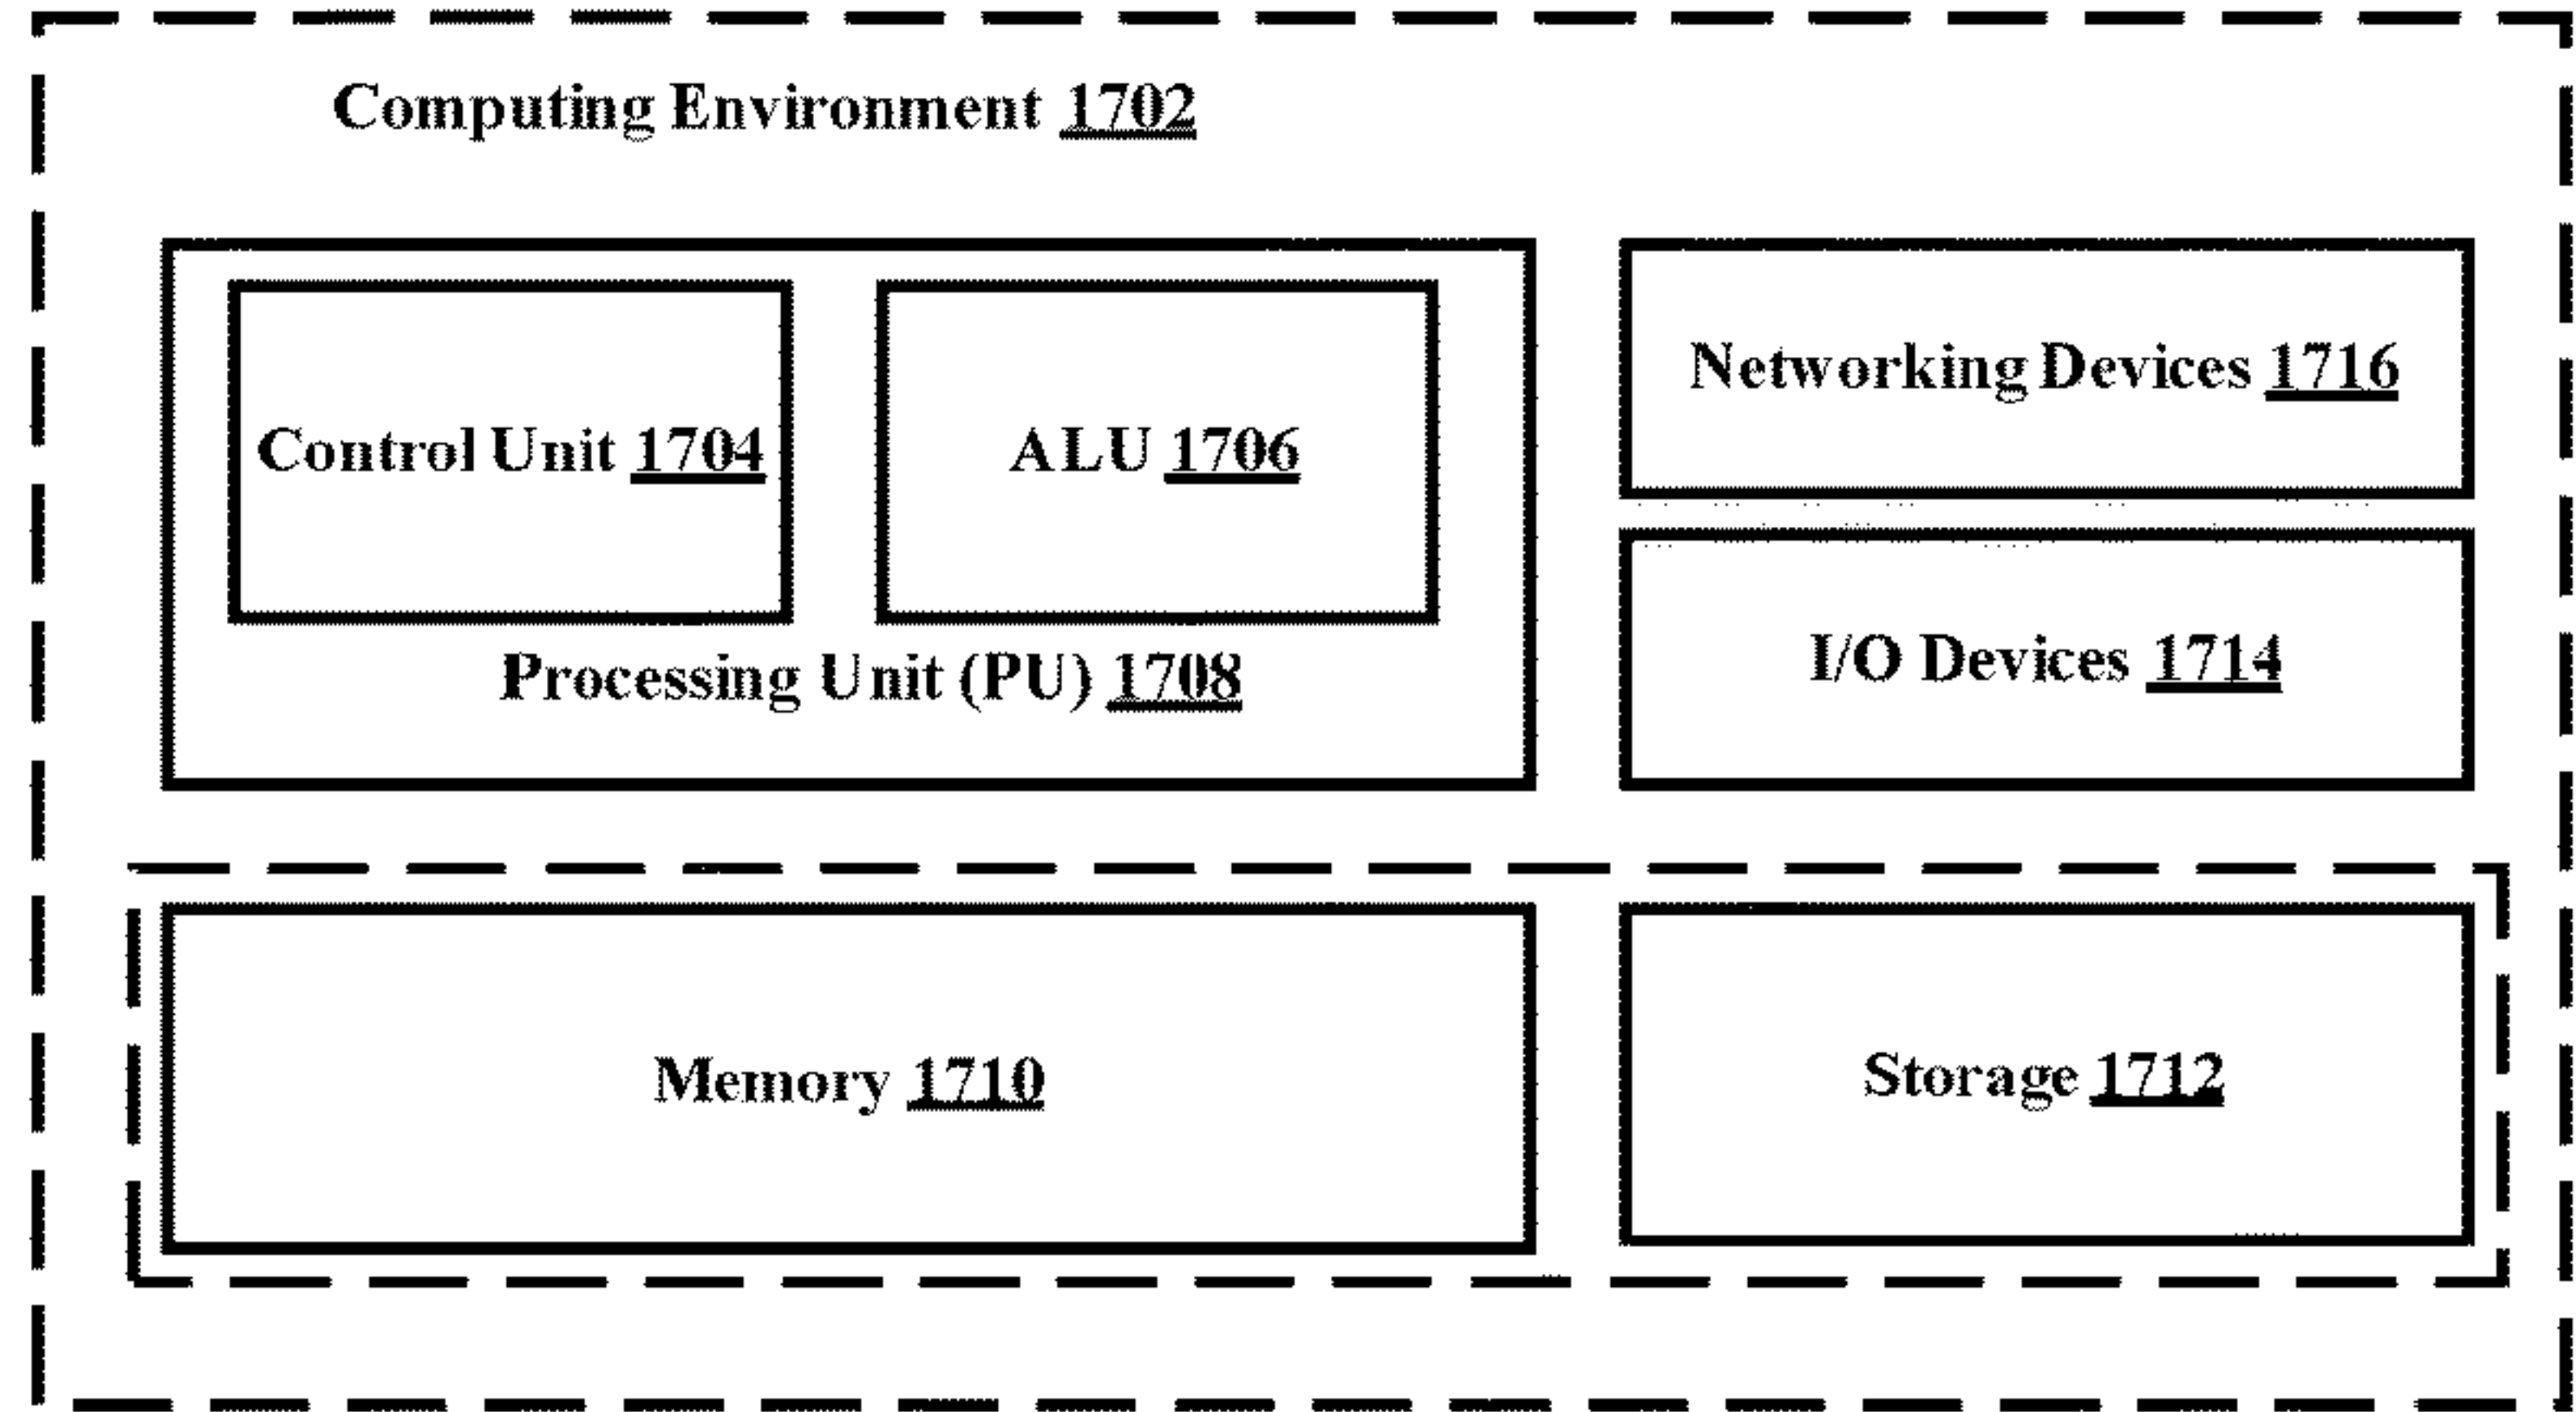 Computing Environment 1702
Control Unit 1704
ALU 1706
Processing Unit (PU) 1708
Networking Devices 1716
I/O Devices 1714
Memory 1710
Storage 1712